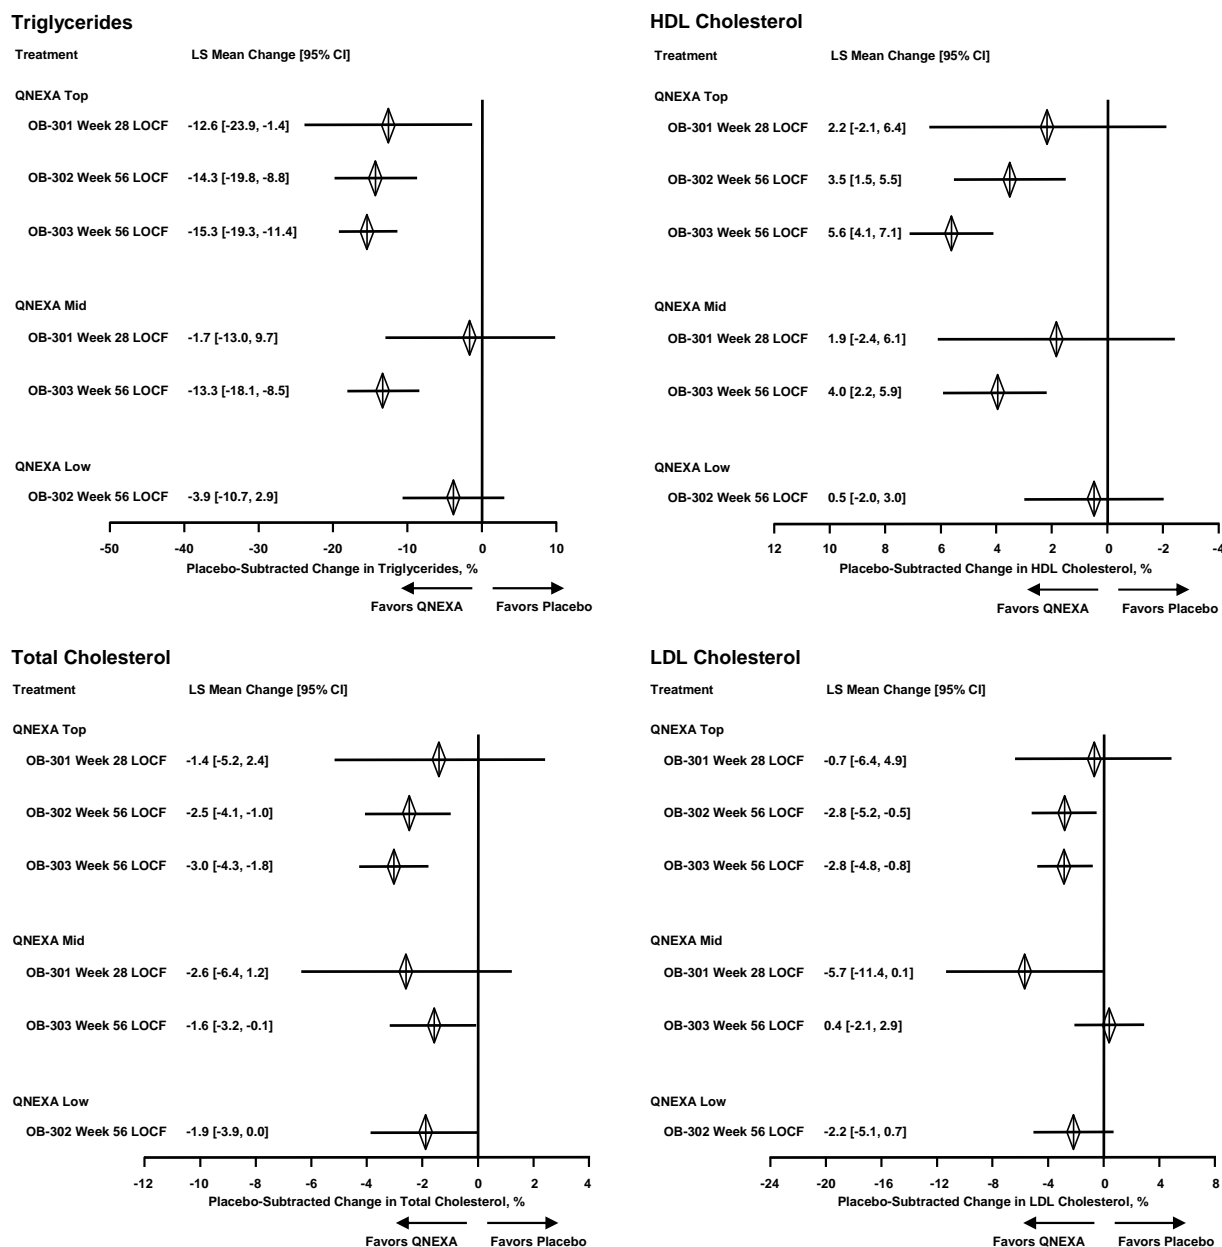 Triglycerides
Treatment LS Mean Change [95% CI]
QNEXA Top
OB-301 Week 28 LOCF -12.6 [-23.9, -1.4]
OB-302 Week 56 LOCF -14.3 [-19.8, -8.8]
OB-303 Week 56 LOCF -15.3 [-19.3, -11.4]
QNEXA Mid
OB-301 Week 28 LOCF -1.7 [-13.0, 9.7]
OB-303 Week 56 LOCF -13.3 [-18.1, -8.5]
QNEXA Low
OB-302 Week 56 LOCF -3.9 [-10.7, 2.9]
-50 -40 -30 -20 -10 0 10
Placebo-Subtracted Change in Triglycerides, %
Favors QNEXA Favors Placebo
HDL Cholesterol
Treatment LS Mean Change [95% CI]
QNEXA Top
OB-301 Week 28 LOCF 2.2 [-2.1, 6.4]
OB-302 Week 56 LOCF 3.5 [1.5, 5.5]
OB-303 Week 56 LOCF 5.6 [4.1, 7.1]
QNEXA Mid
OB-301 Week 28 LOCF 1.9 [-2.4, 6.1]
OB-303 Week 56 LOCF 4.0 [2.2, 5.9]
QNEXA Low
OB-302 Week 56 LOCF 0.5 [-2.0, 3.0]
12 10 8 6 4 2 0 -2 -4
Placebo-Subtracted Change in HDL Cholesterol, %
Favors QNEXA Favors Placebo
Total Cholesterol
Treatment LS Mean Change [95% CI]
QNEXA Top
OB-301 Week 28 LOCF -1.4 [-5.2, 2.4]
OB-302 Week 56 LOCF -2.5 [-4.1, -1.0]
OB-303 Week 56 LOCF -3.0 [-4.3, -1.8]
QNEXA Mid
OB-301 Week 28 LOCF -2.6 [-6.4, 1.2]
OB-303 Week 56 LOCF -1.6 [-3.2, -0.1]
QNEXA Low
OB-302 Week 56 LOCF -1.9 [-3.9, 0.0]
-12 -10 -8 -6 -4 -2 0 2 4
Placebo-Subtracted Change in Total Cholesterol, %
Favors QNEXA Favors Placebo
LDL Cholesterol
Treatment LS Mean Change [95% CI]
QNEXA Top
OB-301 Week 28 LOCF -0.7 [-6.4, 4.9]
OB-302 Week 56 LOCF -2.8 [-5.2, -0.5]
OB-303 Week 56 LOCF -2.8 [-4.8, -0.8]
QNEXA Mid
OB-301 Week 28 LOCF -5.7 [-11.4, 0.1]
OB-303 Week 56 LOCF 0.4 [-2.1, 2.9]
QNEXA Low
OB-302 Week 56 LOCF -2.2 [-5.1, 0.7]
-24 -20 -16 -12 -8 -4 0 4 8
Placebo-Subtracted Change in LDL Cholesterol, %
Favors QNEXA Favors Placebo